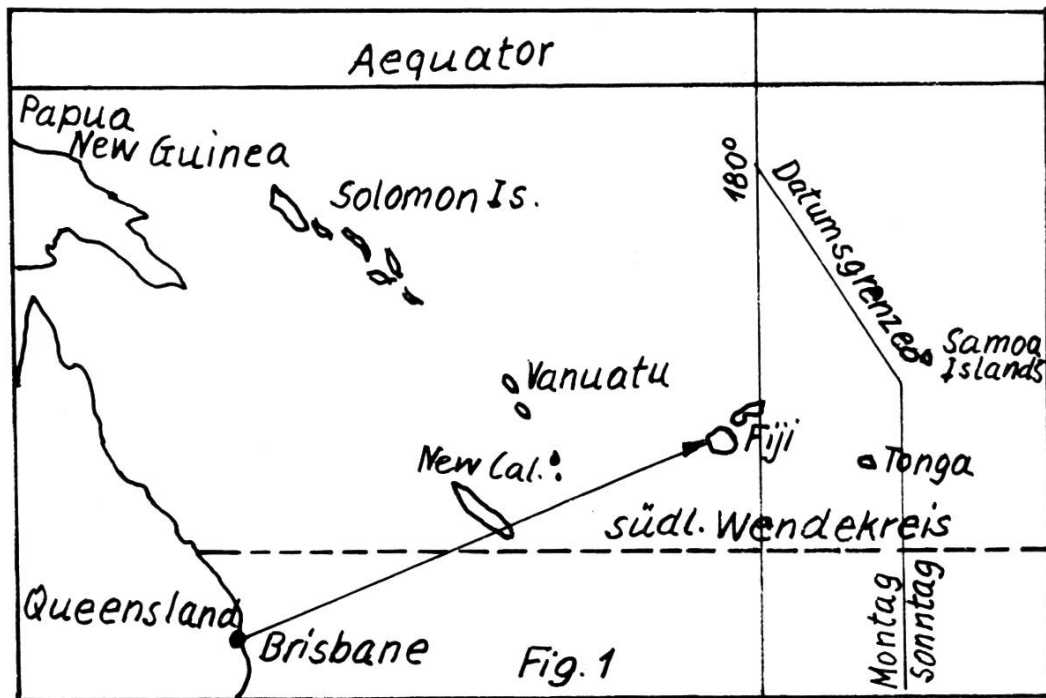 Aequator
Papua
New Guinea
Solomon Is.
180°
Datumsgrenze
Samoa
Islands
Vanuatu
Fiji
New Cal.
Tonga
südl. Wendekreis
Queensland
Brisbane
Fig. 1
Montag
sonntag